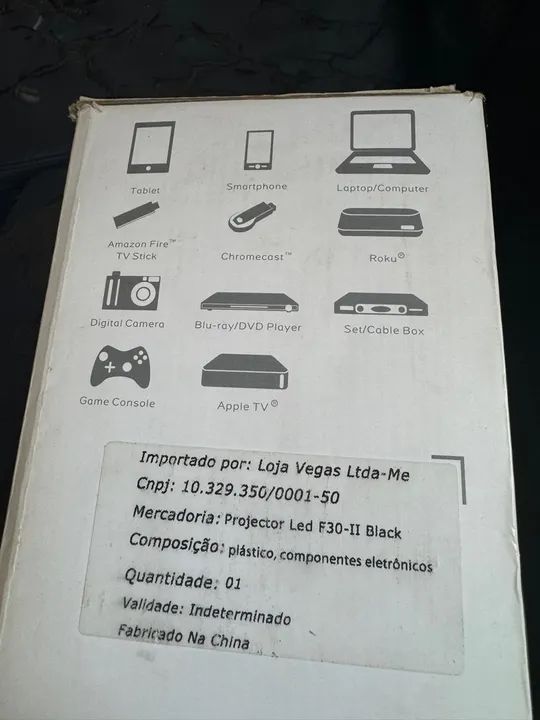 Tablet
Smartphone
Laptop/Computer
Amazon Fire™
TV Stick
Chromecast™
Roku®
Digital Camera
Blu-ray/DVD Player
Set/Cable Box
Game Console
Apple TV®
Importado por: Loja Vegas Ltda-Me
Cnpj: 10.329.350/0001-50
Mercadoria: Projector Led F30-II Black
Composição: plástico, componentes eletrônicos
Quantidade: 01
Validade: Indeterminado
Fabricado Na China